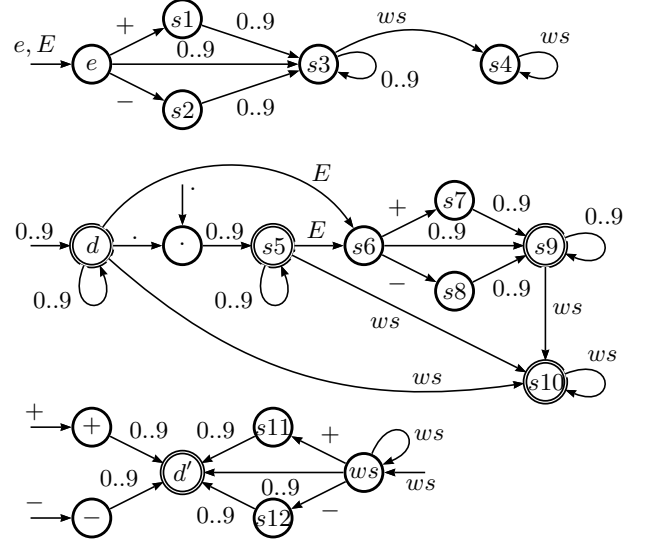 + s1 0..9 ws
e, E e 0..9 s3 s4 ws
− s2 0..9 0..9
E
. + s7 0..9
0..9 d . · 0..9 s5 E s6 0..9 s9 0..9
0..9 0..9 − s8 0..9
ws ws
ws s10 ws
+ + 0..9 0..9 s11 + ws
d′ ws ws
− − 0..9 0..9 0..9 s12 −